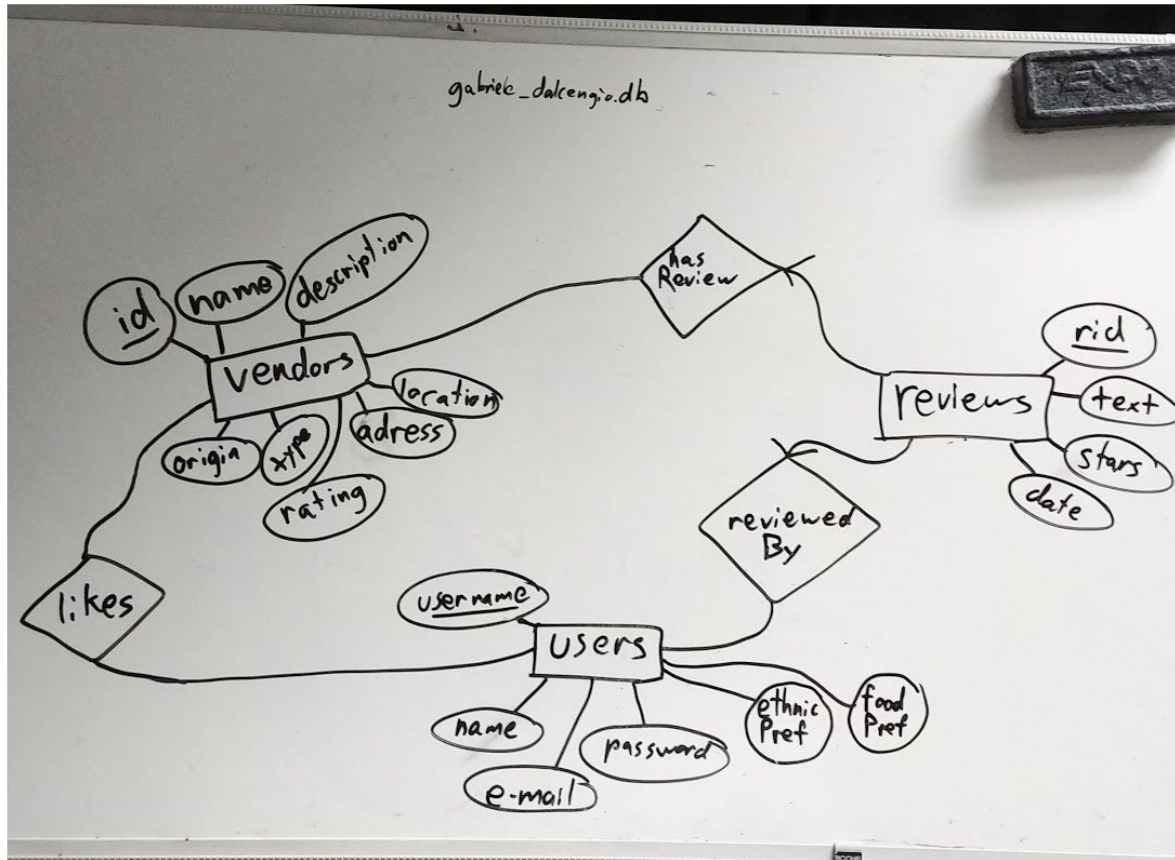 gabriele_dalcengio.db
has
Review
description
name
id
vendors
location
adress
origin
type
rating
rid
reviews
text
stars
date
reviewed
By
likes
username
users
name
e-mail
password
ethnic
Pref
food
Pref